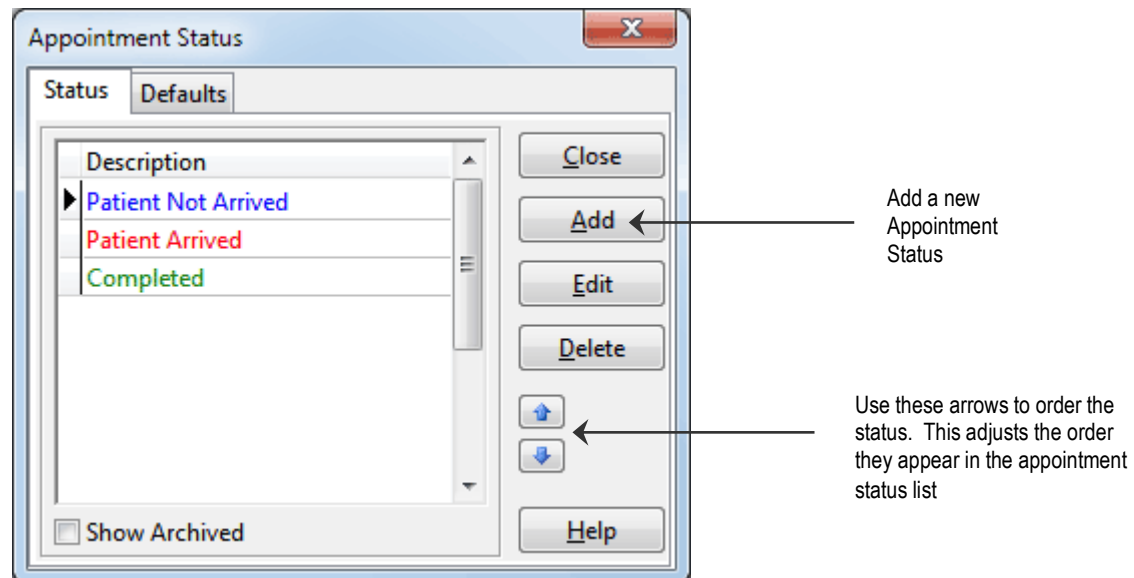 Appointment Status
Status
Defaults
Description
Patient Not Arrived
Patient Arrived
Completed
Show Archived
Close
Add
Edit
Delete
Help
Add a new
Appointment
Status
Use these arrows to order the
status.  This adjusts the order
they appear in the appointment
status list